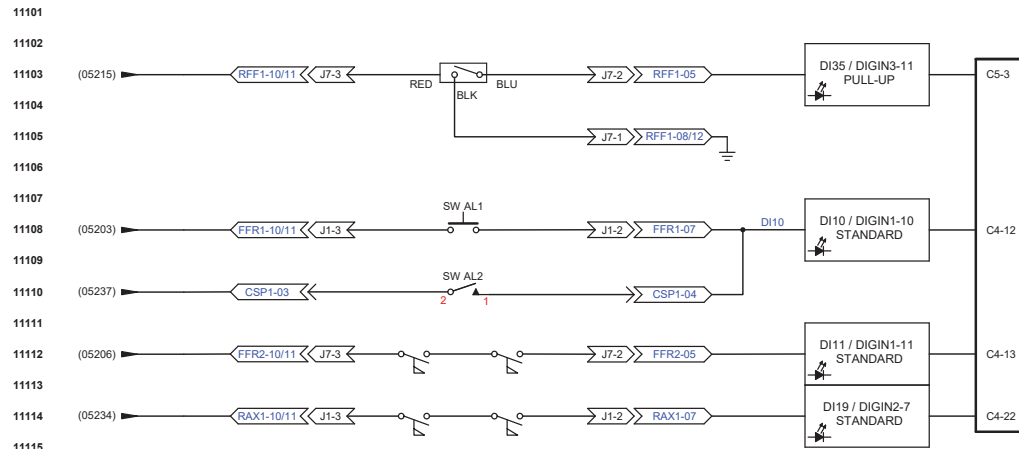 11101
11102
11103 (05215) RFF1-10/11 J7-3 RED BLU J7-2 RFF1-05 DI35 / DIGIN3-11 PULL-UP C5-3
BLK
11104
11105 J7-1 RFF1-08/12
11106
11107
SW AL1
11108 (05203) FFR1-10/11 J1-3 J1-2 FFR1-07 DI10 DI10 / DIGIN1-10 STANDARD C4-12
11109
SW AL2
11110 (05237) CSP1-03 2 1 CSP1-04
11111
11112 (05206) FFR2-10/11 J7-3 J7-2 FFR2-05 DI11 / DIGIN1-11 STANDARD C4-13
11113
11114 (05234) RAX1-10/11 J1-3 J1-2 RAX1-07 DI19 / DIGIN2-7 STANDARD C4-22
11115